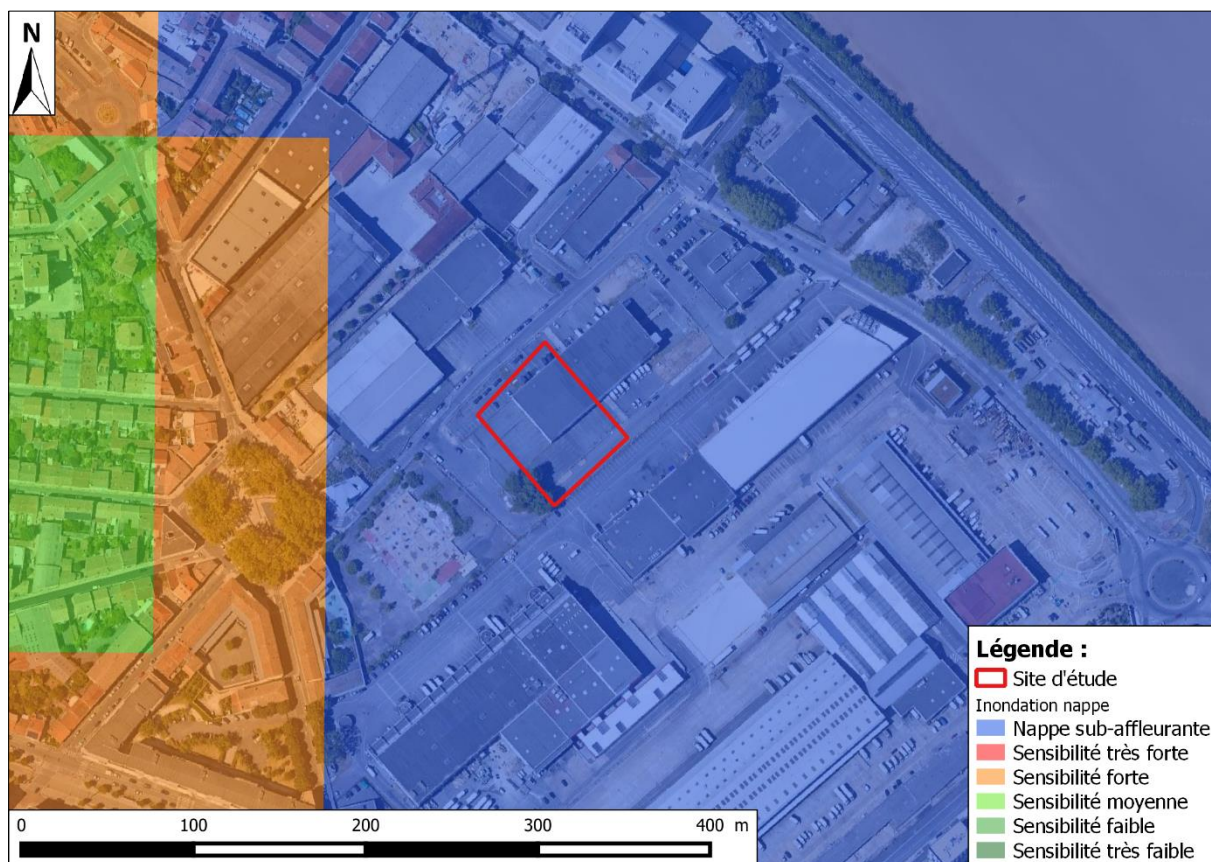 N
Légende :
Site d'étude
Inondation nappe
Nappe sub-affleurante
Sensibilité très forte
Sensibilité forte
Sensibilité moyenne
Sensibilité faible
Sensibilité très faible
0 100 200 300 400 m